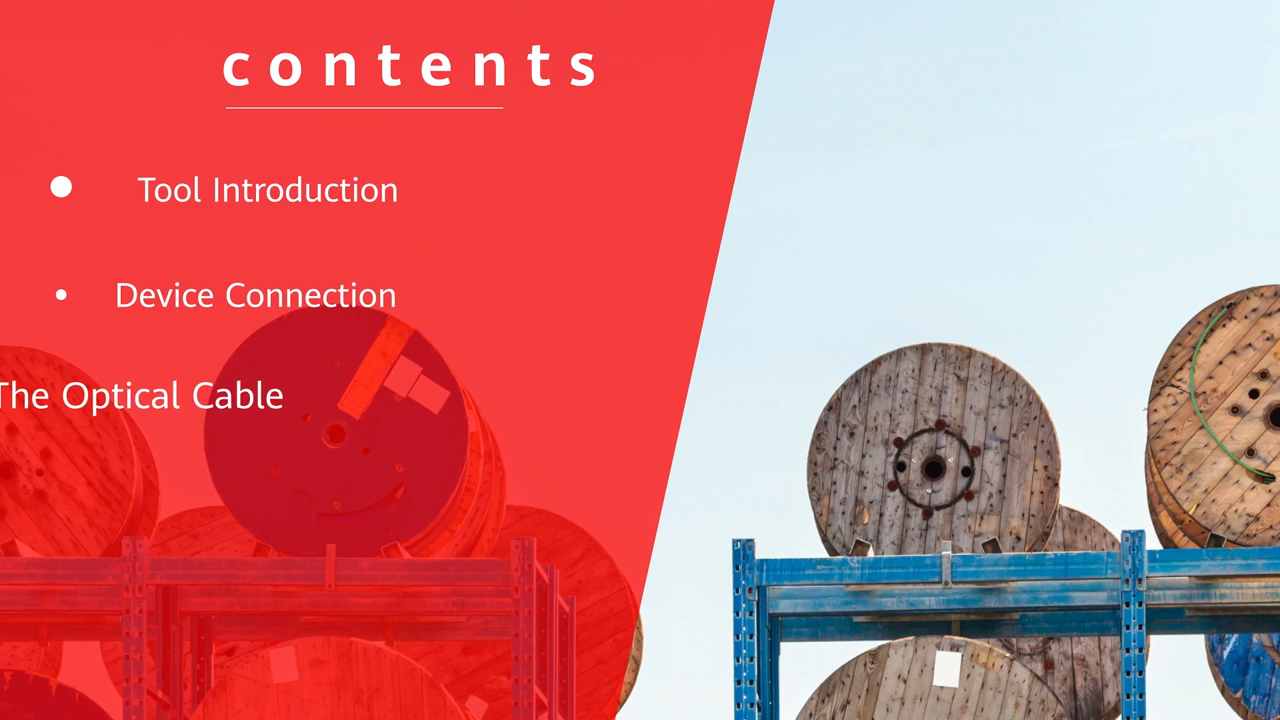 contents
Tool Introduction
Device Connection
The Optical Cable